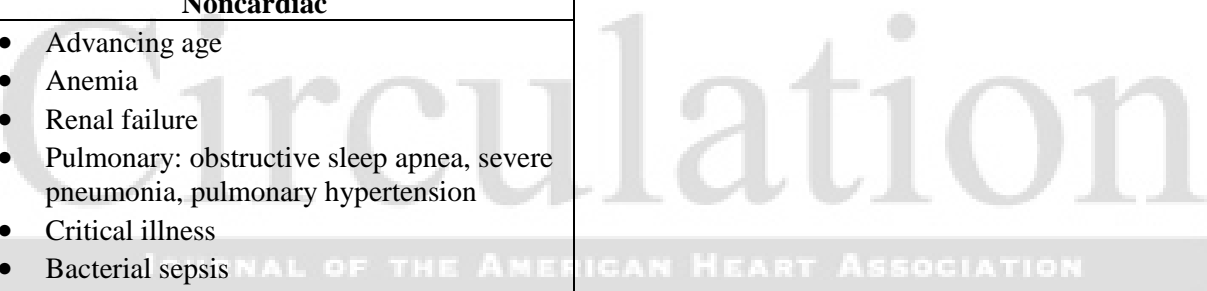 Noncardiac
• Advancing age
• Anemia
• Renal failure
• Pulmonary: obstructive sleep apnea, severe
pneumonia, pulmonary hypertension
• Critical illness
• Bacterial sepsis
Circulation
JOURNAL OF THE AMERICAN HEART ASSOCIATION